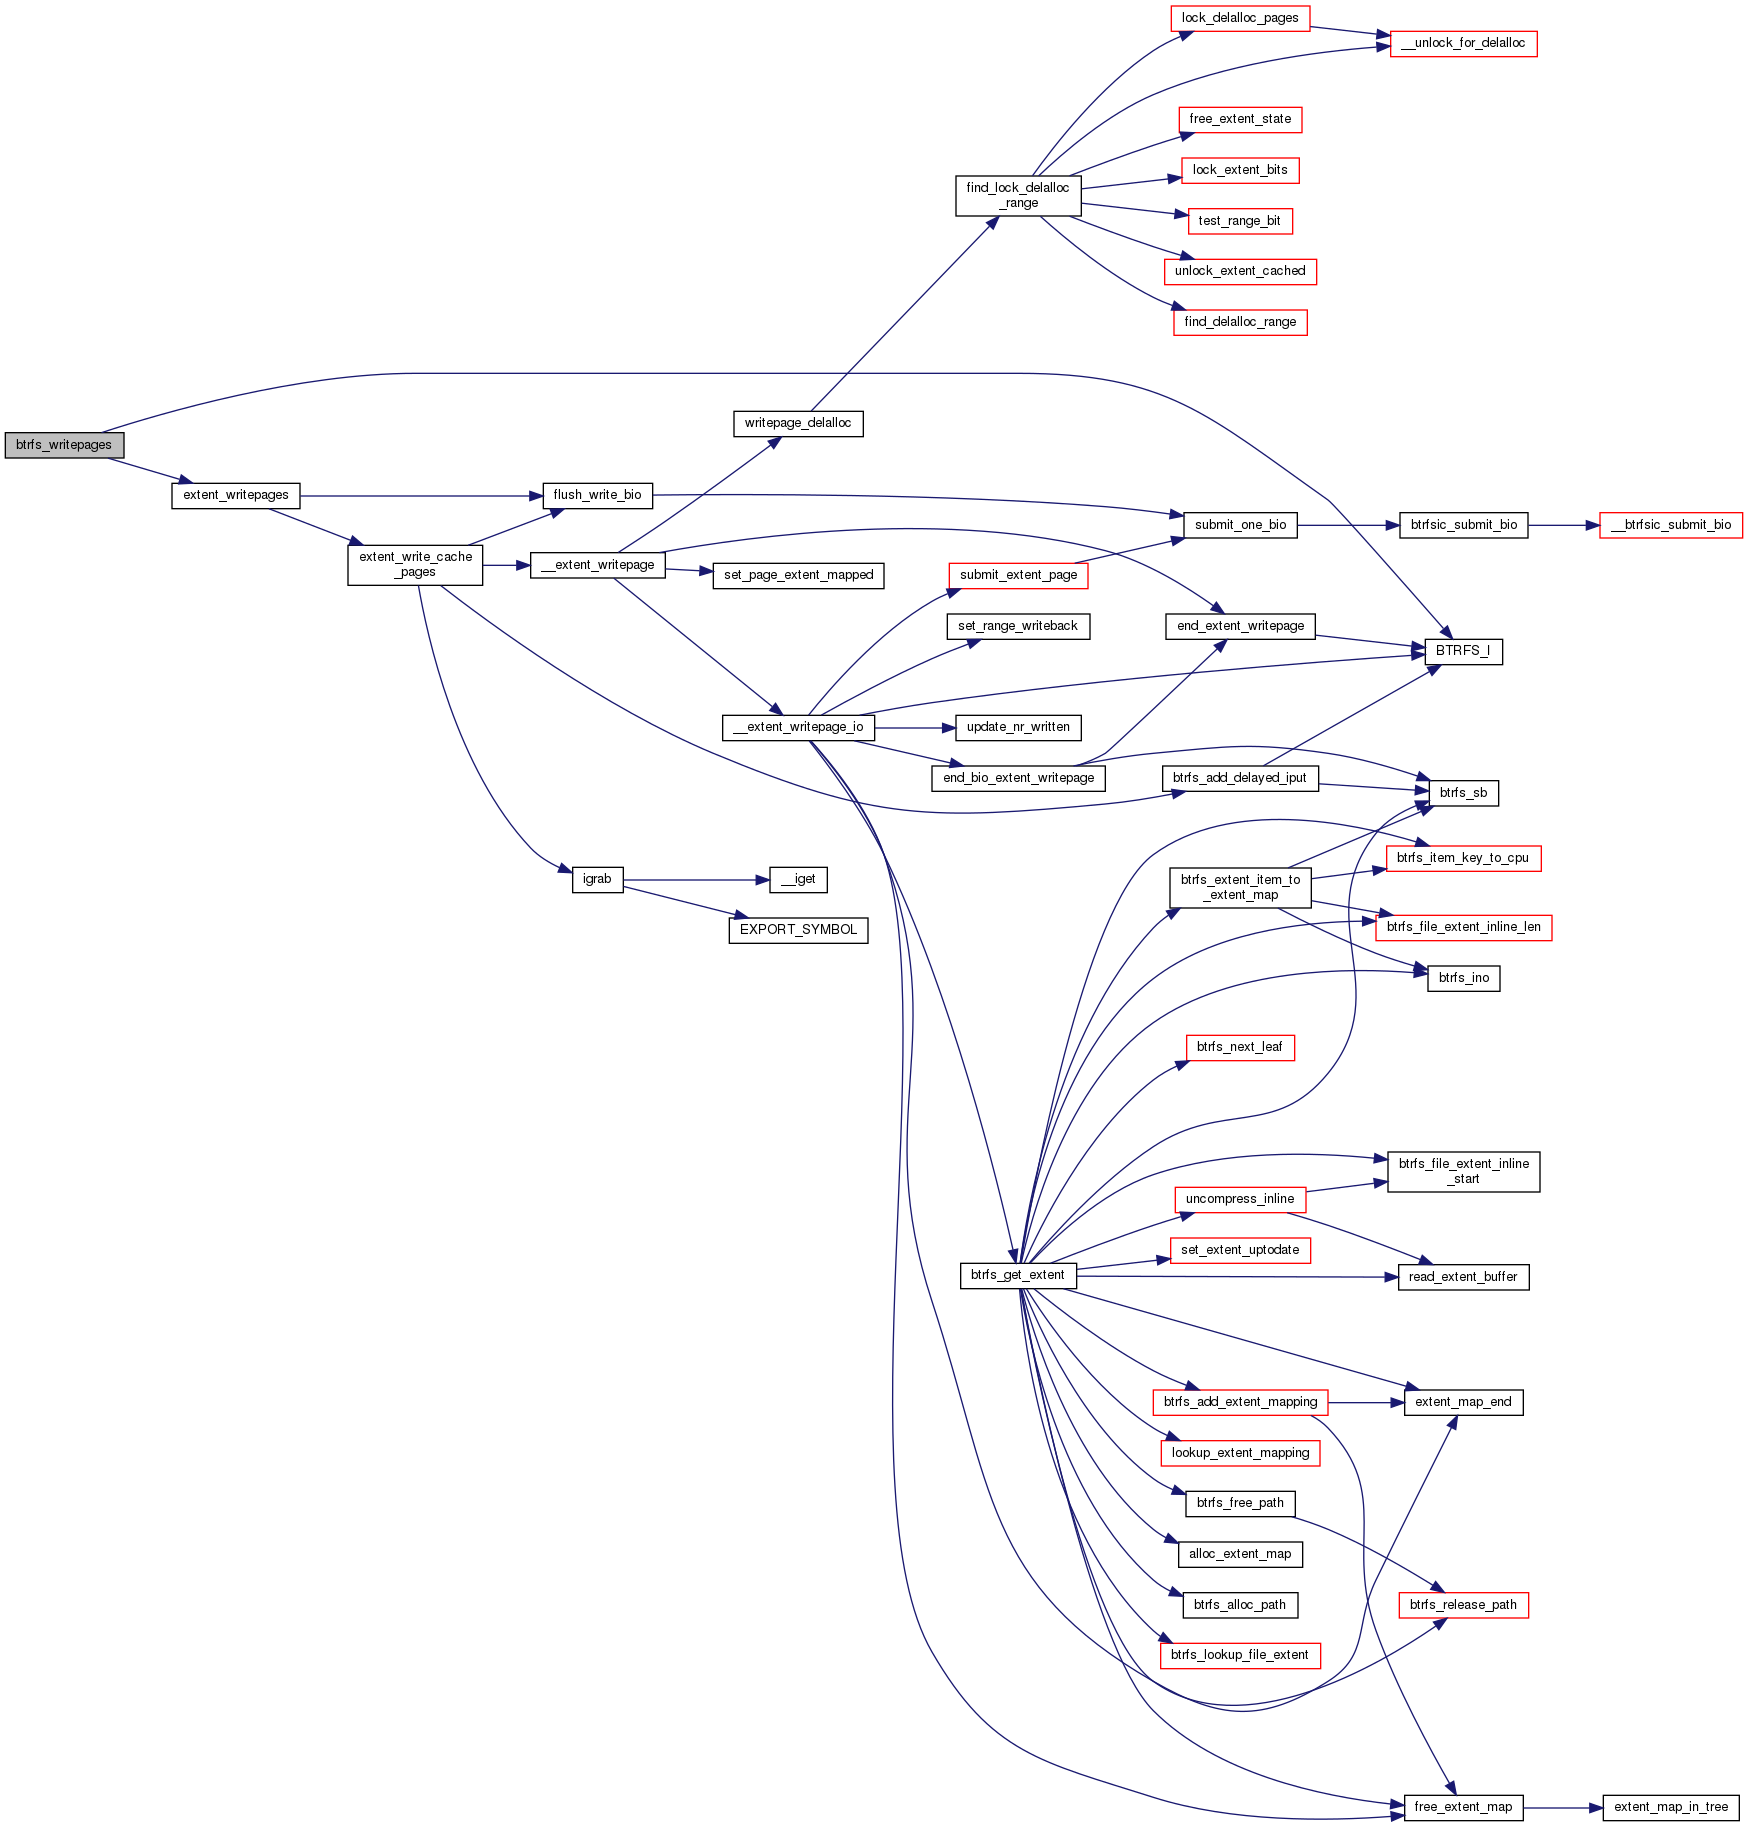 lock_delalloc_pages
__unlock_for_delalloc
free_extent_state
lock_extent_bits
find_lock_delalloc
_range
test_range_bit
unlock_extent_cached
find_delalloc_range
writepage_delalloc
btrfs_writepages
extent_writepages
flush_write_bio
submit_one_bio
btrfsic_submit_bio
__btrfsic_submit_bio
extent_write_cache
_pages
__extent_writepage
set_page_extent_mapped
submit_extent_page
set_range_writeback
end_extent_writepage
BTRFS_I
__extent_writepage_io
update_nr_written
end_bio_extent_writepage
btrfs_add_delayed_iput
btrfs_sb
btrfs_item_key_to_cpu
igrab
__iget
btrfs_extent_item_to
_extent_map
EXPORT_SYMBOL
btrfs_file_extent_inline_len
btrfs_ino
btrfs_next_leaf
btrfs_file_extent_inline
_start
uncompress_inline
set_extent_uptodate
btrfs_get_extent
read_extent_buffer
btrfs_add_extent_mapping
extent_map_end
lookup_extent_mapping
btrfs_free_path
alloc_extent_map
btrfs_alloc_path
btrfs_release_path
btrfs_lookup_file_extent
free_extent_map
extent_map_in_tree